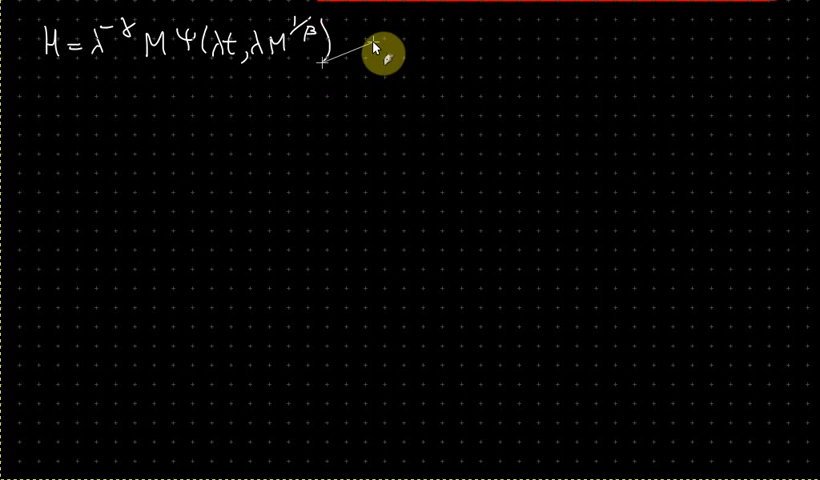 H = λ^{-γ} M Ψ(λt, λM^{1/β})